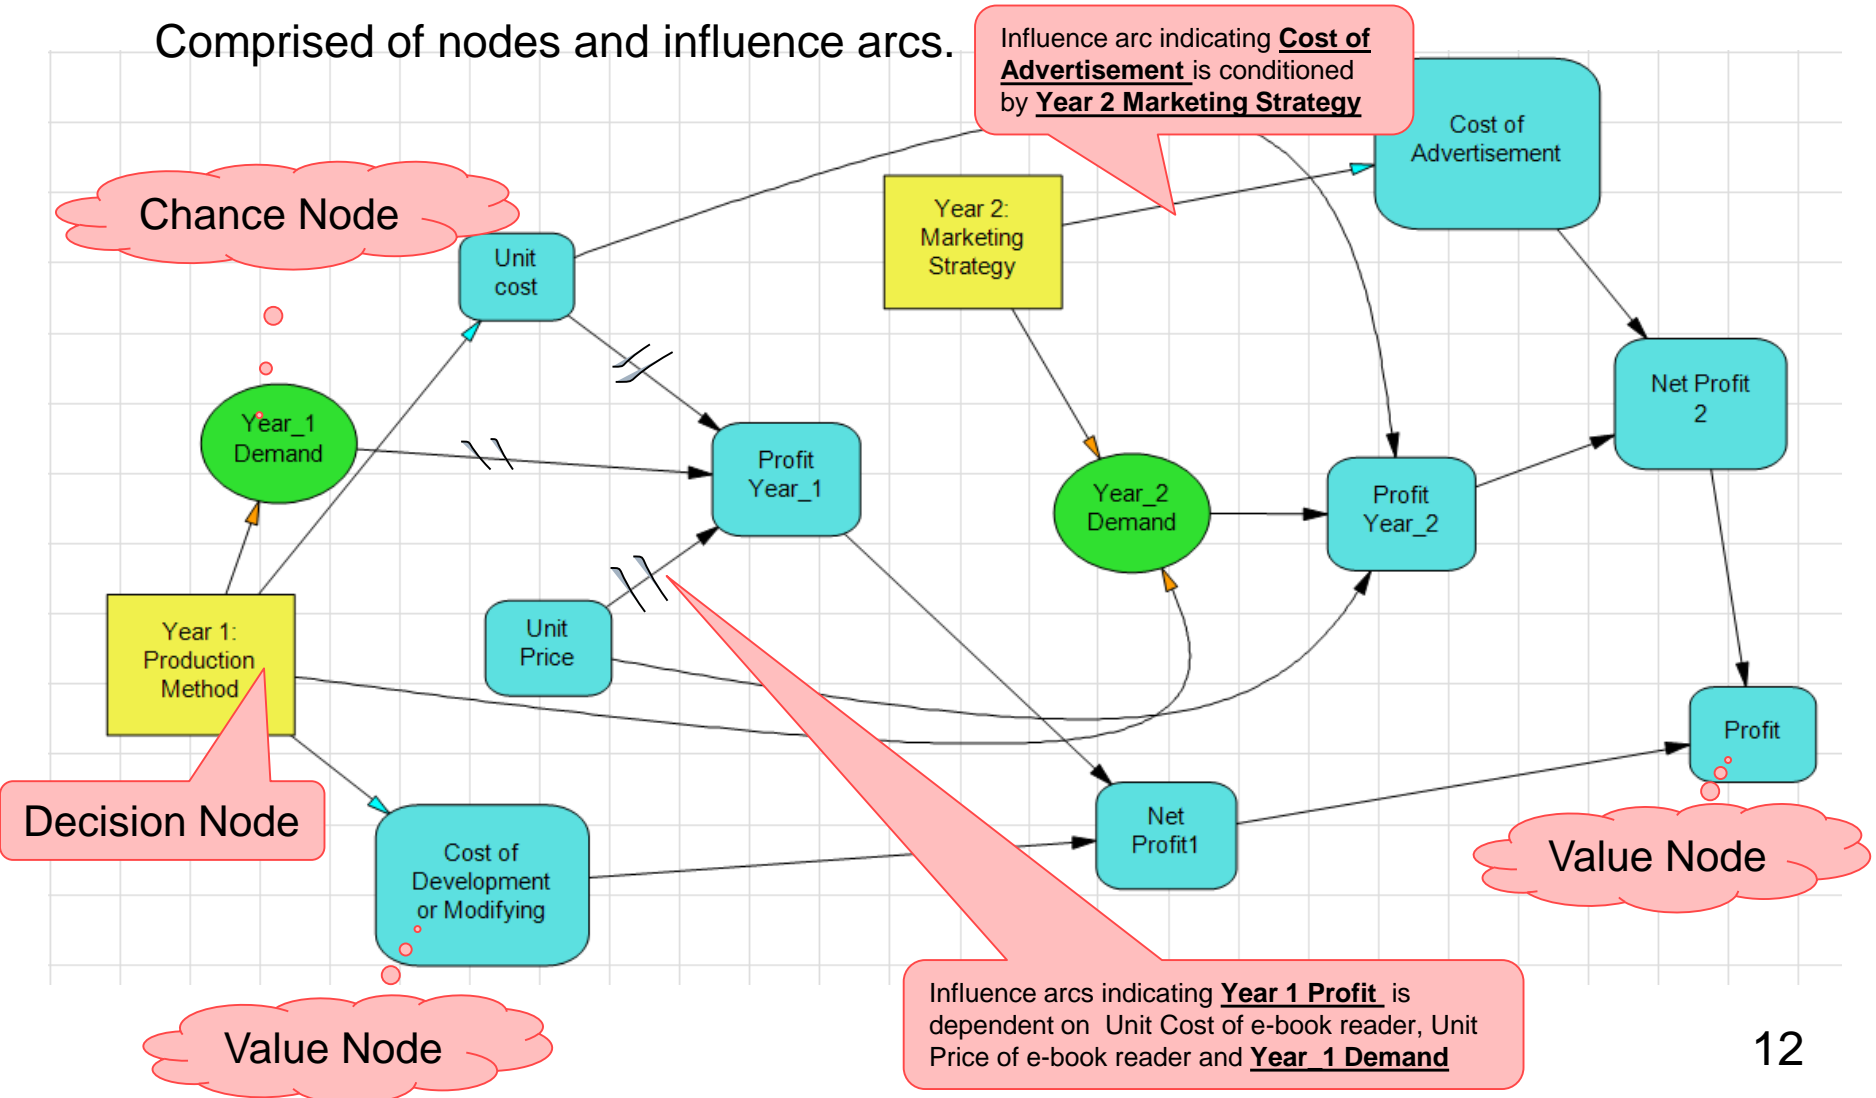 Comprised of nodes and influence arcs.
Influence arc indicating Cost of
Advertisement is conditioned
by Year 2 Marketing Strategy
Cost of
Advertisement
Chance Node
Year 2:
Marketing
Strategy
Unit
cost
Net Profit
2
Year_1
Demand
Profit
Year_1
Year_2
Demand
Profit
Year_2
Year 1:
Production
Method
Unit
Price
Profit
Decision Node
Net
Profit1
Cost of
Development
or Modifying
Value Node
Value Node
Influence arcs indicating Year 1 Profit is
dependent on Unit Cost of e-book reader, Unit
Price of e-book reader and Year_1 Demand
12